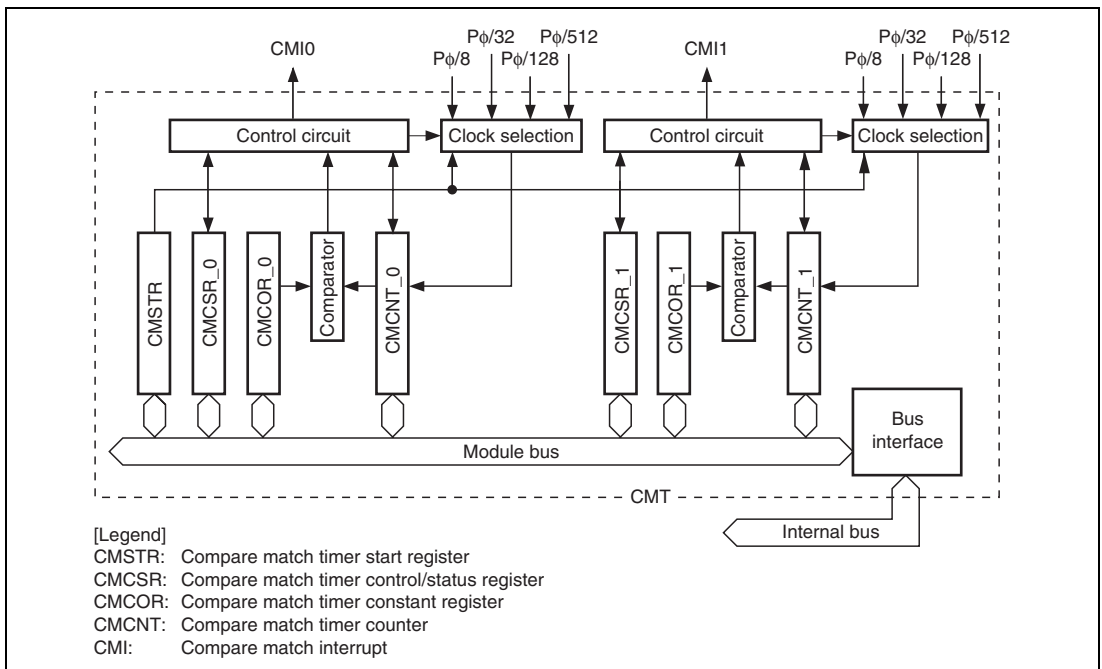 CMI0
Pφ/8
Pφ/32
Pφ/128
Pφ/512
CMI1
Pφ/8
Pφ/32
Pφ/128
Pφ/512
Control circuit
Clock selection
Control circuit
Clock selection
CMSTR
CMCSR_0
CMCOR_0
Comparator
CMCNT_0
CMCSR_1
CMCOR_1
Comparator
CMCNT_1
Module bus
Bus
interface
CMT
Internal bus
[Legend]
CMSTR: Compare match timer start register
CMCSR: Compare match timer control/status register
CMCOR: Compare match timer constant register
CMCNT: Compare match timer counter
CMI: Compare match interrupt